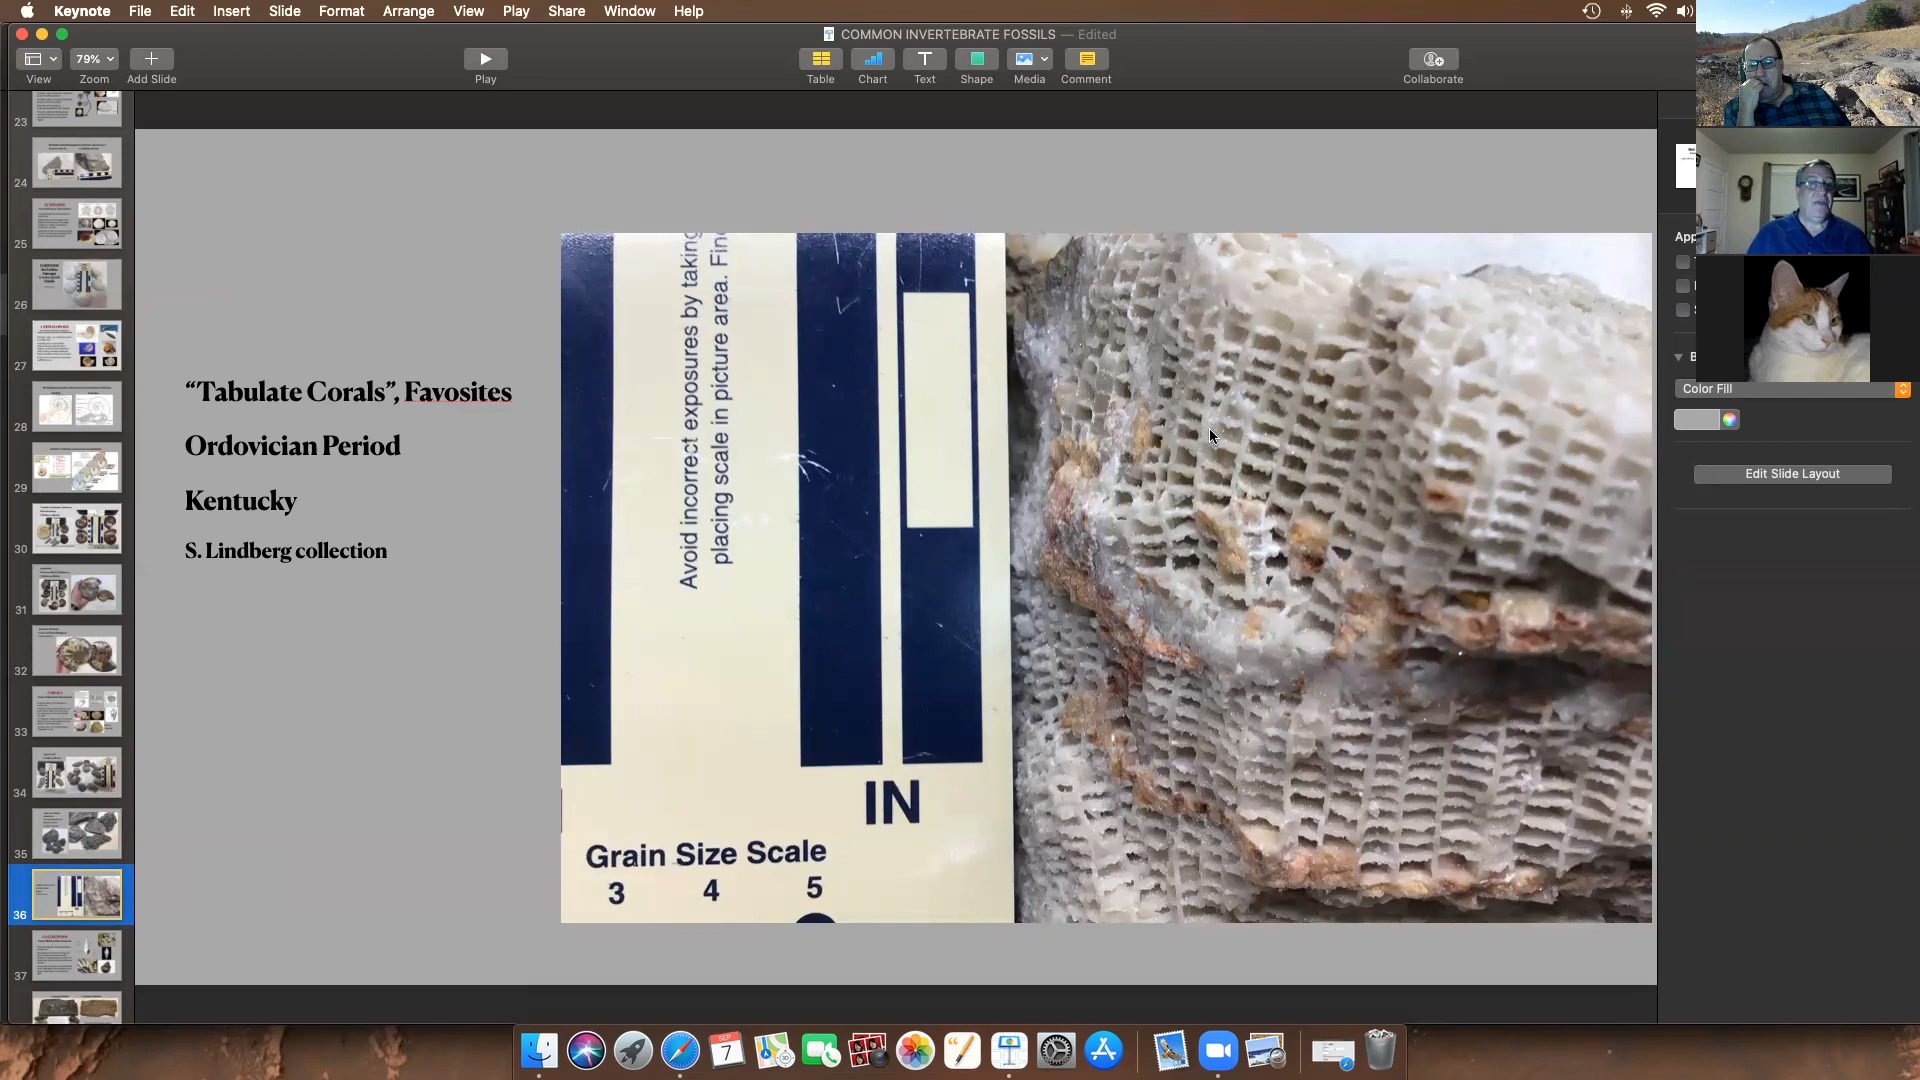 Keynote File Edit Insert Slide Format Arrange View Play Share Window Help
COMMON INVERTEBRATE FOSSILS — Edited
79%
View Zoom Add Slide Play Table Chart Text Shape Media Comment Collaborate
23
24
25
26
27
28
29
30
31
32
33
34
35
36
37
“Tabulate Corals”, Favosites
Ordovician Period
Kentucky
S. Lindberg collection
Avoid incorrect exposures by taking
placing scale in picture area.
IN
Grain Size Scale
3 4 5
Color Fill
Edit Slide Layout
SEP
7